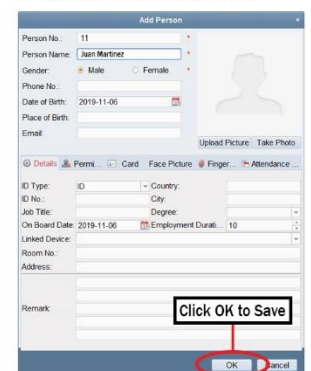 Add Person
Person No.: 11 *
Person Name: Juan Martinez *
Gender: Male Female *
Phone No.:
Date of Birth: 2019-11-06
Place of Birth:
Email:
Upload Picture Take Photo
Details Permi... Card Face Picture Finger... Attendance ...
ID Type: ID Country:
ID No.: City:
Job Title: Degree:
On Board Date: 2019-11-06 Employment Durati... 10
Linked Device:
Room No.:
Address:
Remark:
Click OK to Save
OK Cancel